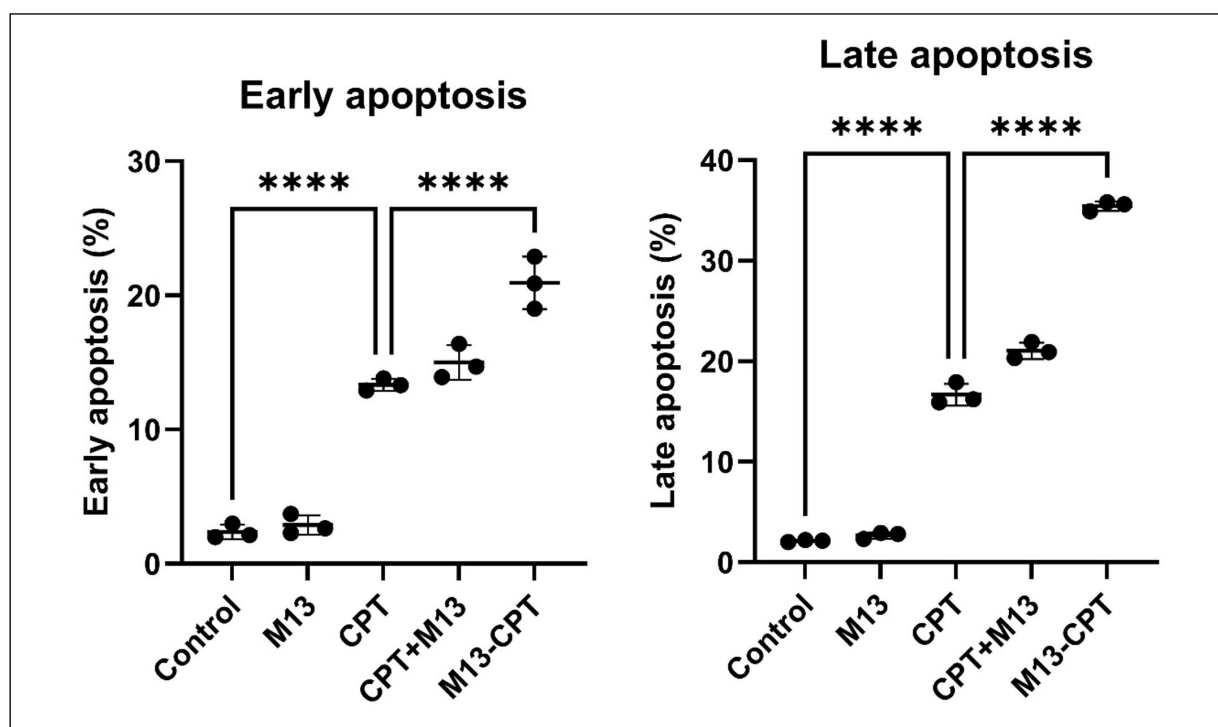 Early apoptosis
Early apoptosis (%)
30
20
10
0
**** ****
Control M13 CPT CPT+M13 M13-CPT
Late apoptosis
Late apoptosis (%)
40
30
20
10
0
**** ****
Control M13 CPT CPT+M13 M13-CPT